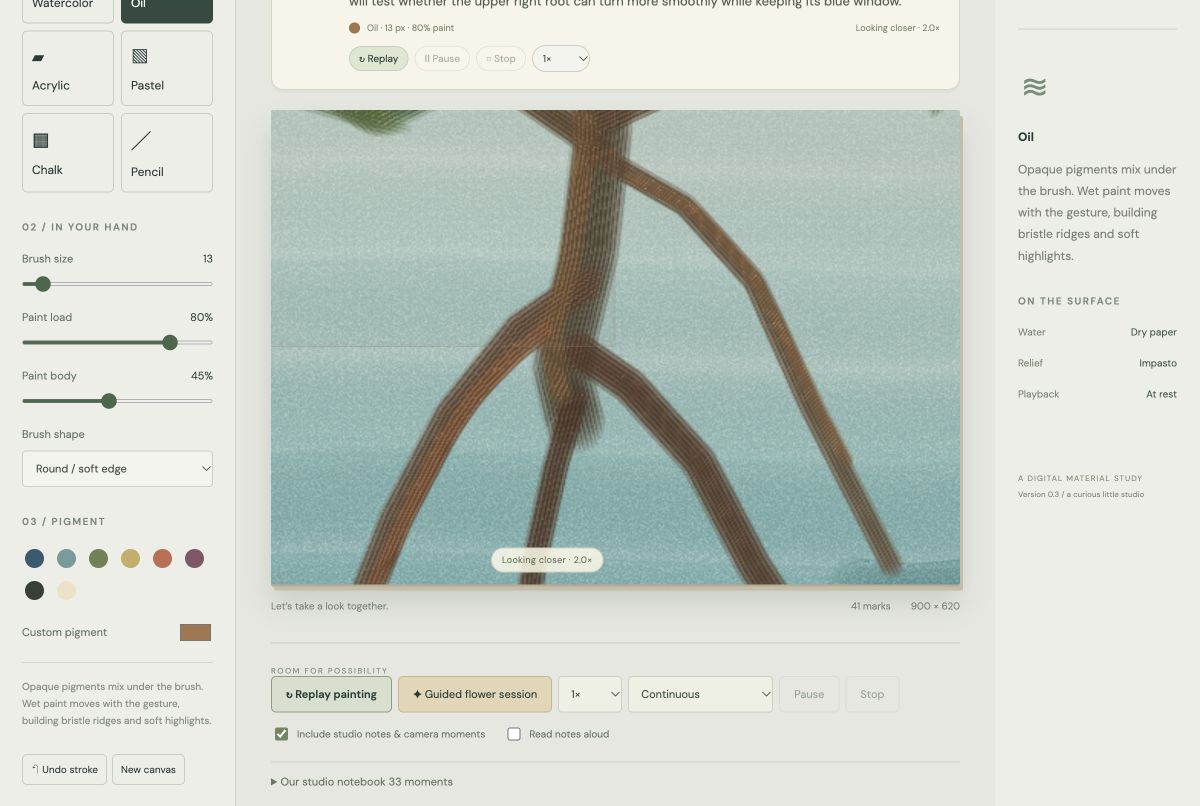 Watercolor
Oil
Acrylic
Pastel
Chalk
Pencil
02 / IN YOUR HAND
Brush size 13
Paint load 80%
Paint body 45%
Brush shape
Round / soft edge
03 / PIGMENT
Custom pigment
Opaque pigments mix under the brush.
Wet paint moves with the gesture,
building bristle ridges and soft highlights.
Undo stroke
New canvas
will test whether the upper right root can turn more smoothly while keeping its blue window.
Oil · 13 px · 80% paint
Looking closer · 2.0×
↻ Replay
II Pause
Stop
1×
Looking closer · 2.0×
Let's take a look together.
41 marks
900 × 620
ROOM FOR POSSIBILITY
↻ Replay painting
✦ Guided flower session
1×
Continuous
Pause
Stop
Include studio notes & camera moments
Read notes aloud
▶ Our studio notebook 33 moments
Oil
Opaque pigments mix under
the brush. Wet paint moves
with the gesture, building
bristle ridges and soft
highlights.
ON THE SURFACE
Water Dry paper
Relief Impasto
Playback At rest
A DIGITAL MATERIAL STUDY
Version 0.3 / a curious little studio